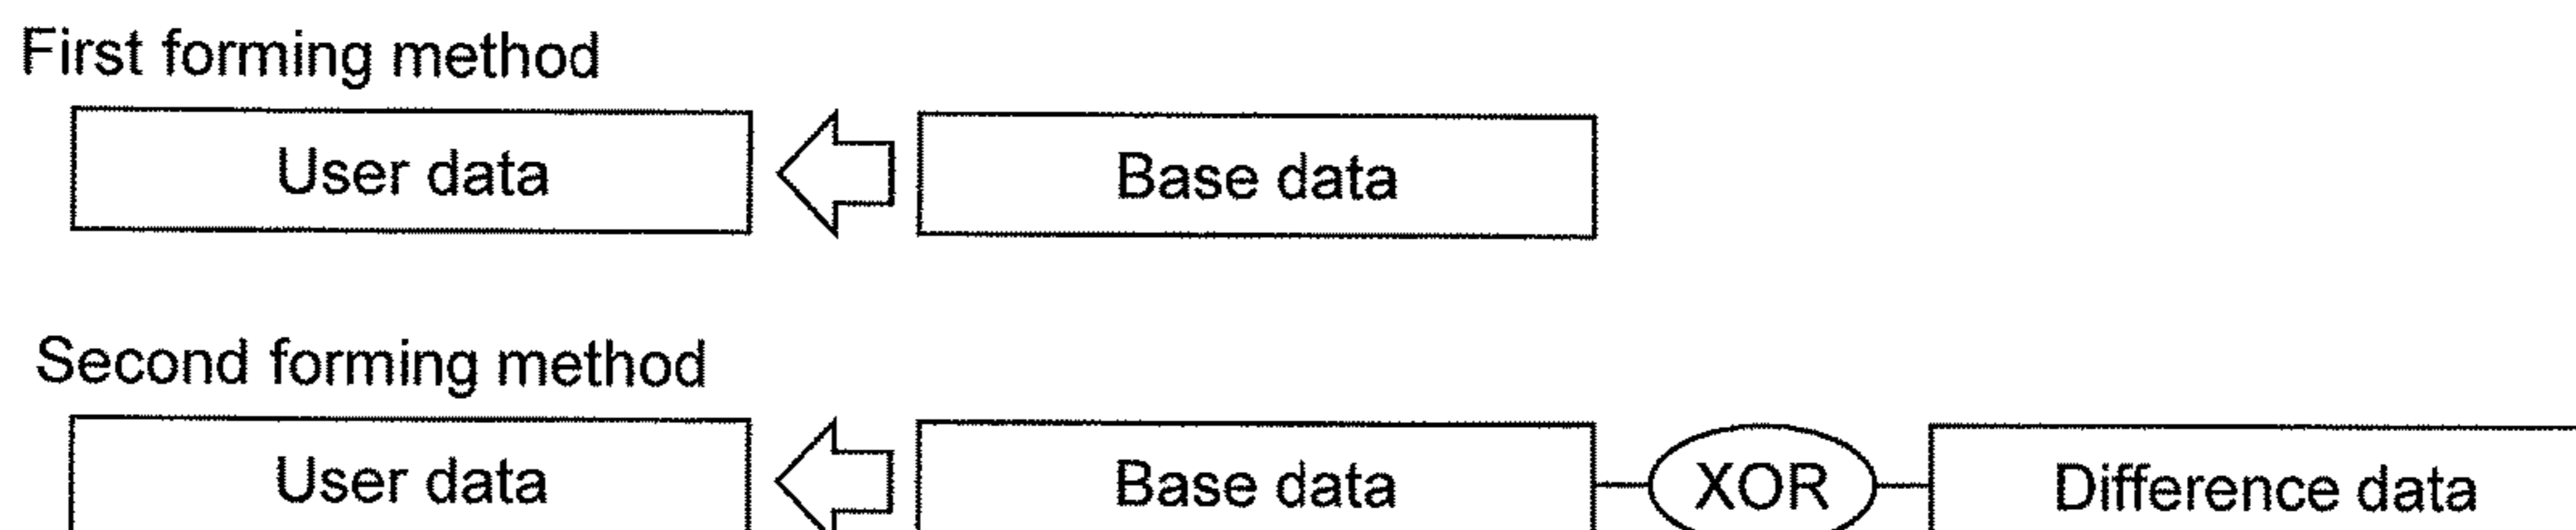 First forming method
User data Base data
Second forming method
User data Base data XOR Difference data